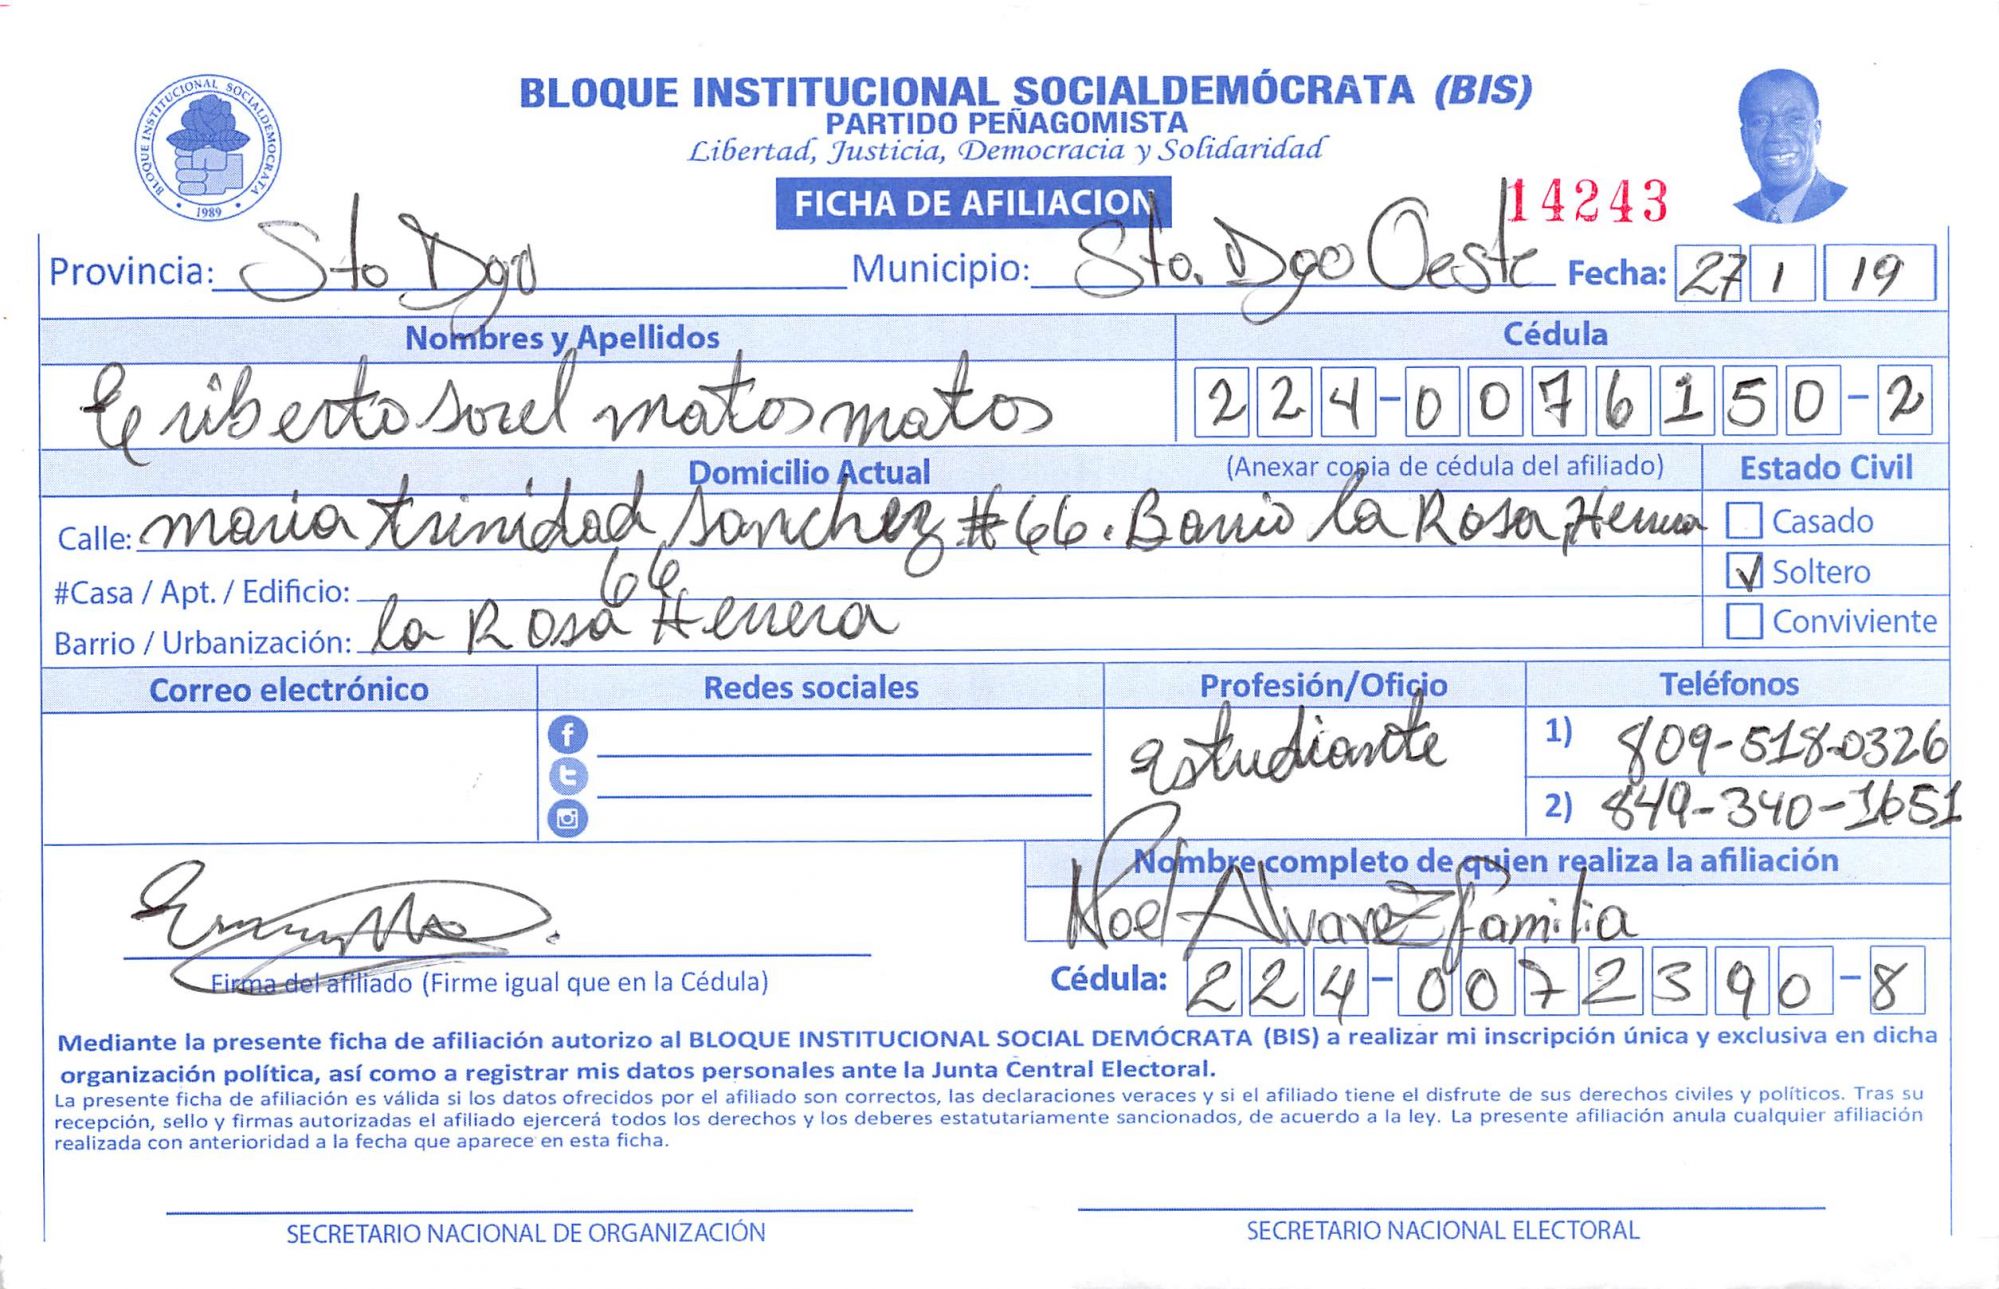 BLOQUE INSTITUCIONAL SOCIALDEMÓCRATA (BIS)
PARTIDO PEÑAGOMISTA
Libertad, Justicia, Democracia y Solidaridad
BLOQUE INSTITUCIONAL SOCIALDEMOCRATA
1989
FICHA DE AFILIACION
14243
Provincia: Sto Dgo Municipio: Sto. Dgo Oeste Fecha: 27 1 19
Nombres y Apellidos Cédula
Eriberto sorel matos matos 224-0076150-2
Domicilio Actual (Anexar copia de cédula del afiliado) Estado Civil
Calle: maria trinidad sanchez #66. Barrio la Rosa, Herrera Casado
#Casa / Apt. / Edificio: 66 Soltero
Barrio / Urbanización: la Rosa Herrera Conviviente
Correo electrónico Redes sociales Profesión/Oficio Teléfonos
estudiante 1) 809-518-0326
2) 849-340-1651
Nombre completo de quien realiza la afiliación
Noel Alvarez familia
Firma del afiliado (Firme igual que en la Cédula) Cédula: 224-0072390-8
Mediante la presente ficha de afiliación autorizo al BLOQUE INSTITUCIONAL SOCIAL DEMÓCRATA (BIS) a realizar mi inscripción única y exclusiva en dicha
organización política, así como a registrar mis datos personales ante la Junta Central Electoral.
La presente ficha de afiliación es válida si los datos ofrecidos por el afiliado son correctos, las declaraciones veraces y si el afiliado tiene el disfrute de sus derechos civiles y políticos. Tras su
recepción, sello y firmas autorizadas el afiliado ejercerá todos los derechos y los deberes estatutariamente sancionados, de acuerdo a la ley. La presente afiliación anula cualquier afiliación
realizada con anterioridad a la fecha que aparece en esta ficha.
SECRETARIO NACIONAL DE ORGANIZACIÓN SECRETARIO NACIONAL ELECTORAL